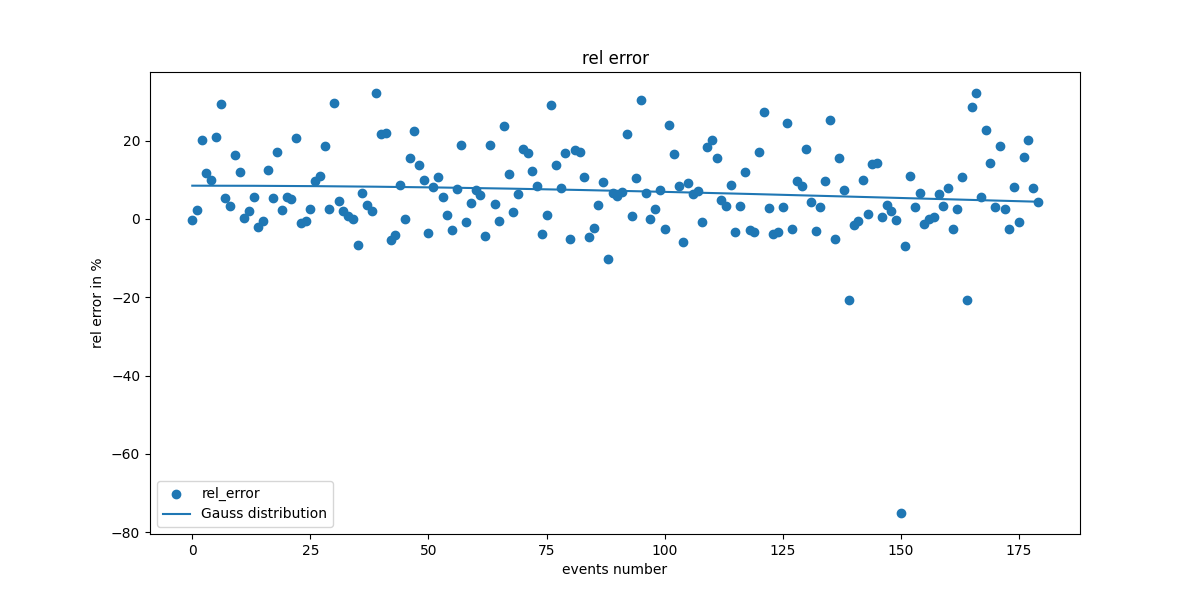 rel error
rel error in %
20
0
−20
−40
−60
−80
rel_error
Gauss distribution
0 25 50 75 100 125 150 175
events number